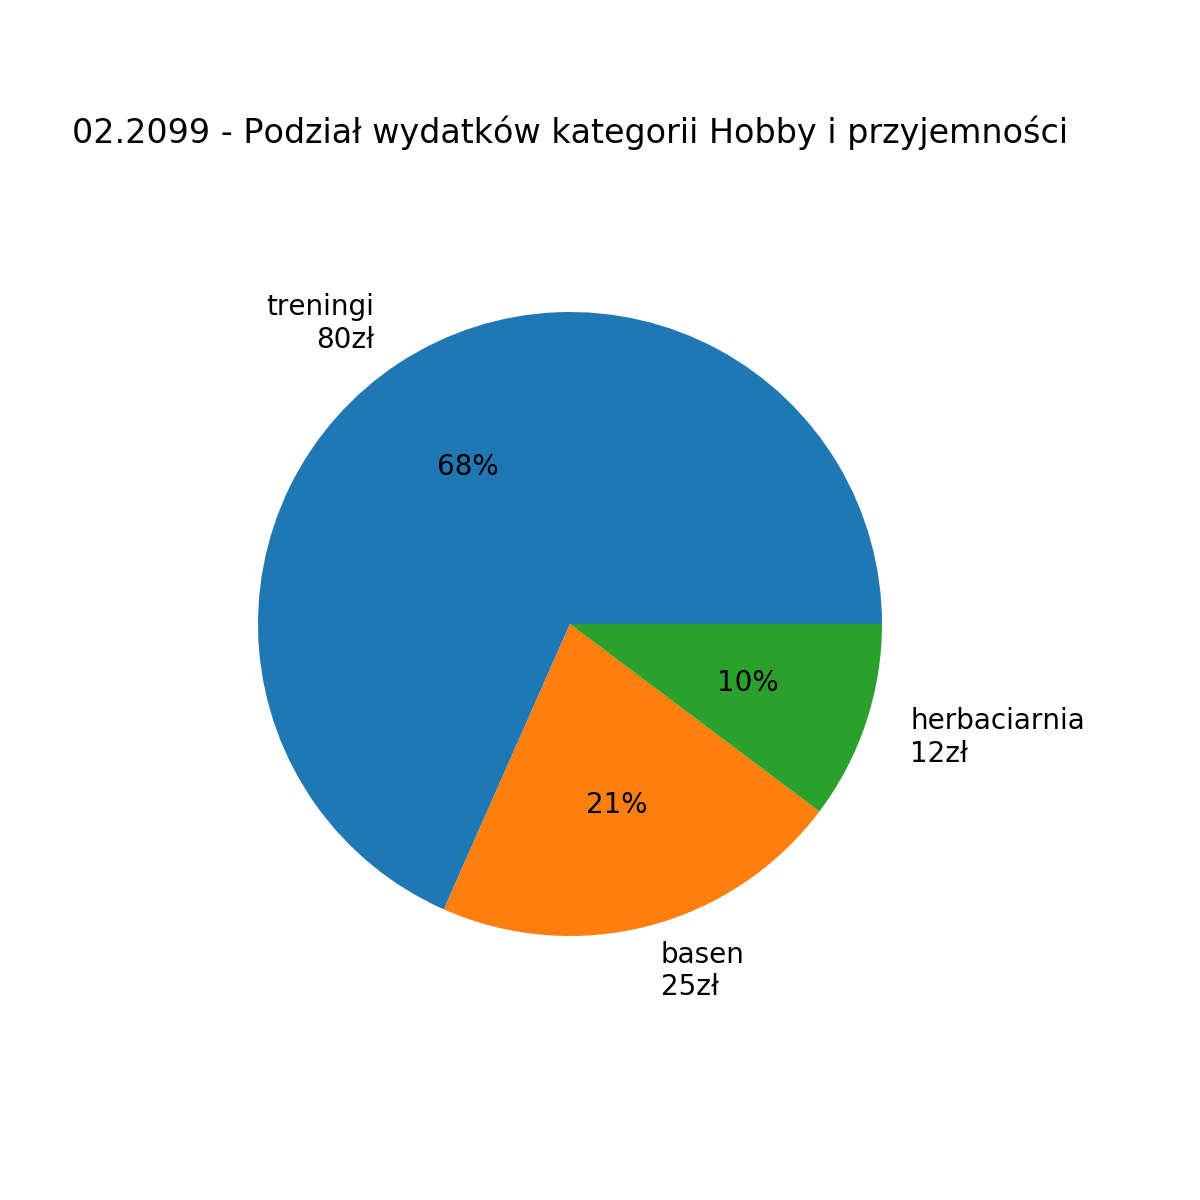 02.2099 - Podział wydatków kategorii Hobby i przyjemności
treningi
80zł
68%
10%
herbaciarnia
12zł
21%
basen
25zł